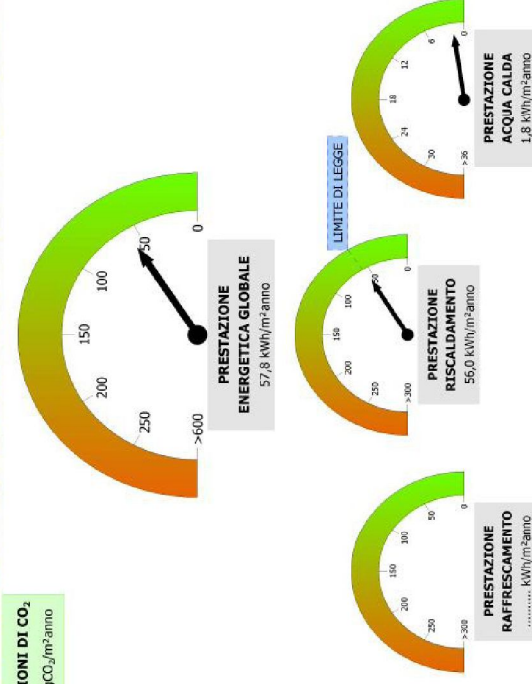 IONI DI CO₂
CO₂/m²anno
>600
250
200
150
100
50
0
PRESTAZIONE
ENERGETICA GLOBALE
57,8 kWh/m²anno
>300
250
200
150
100
50
0
PRESTAZIONE
RAFFRESCAMENTO
.......... kWh/m²anno
LIMITE DI LEGGE
>300
250
200
150
100
50
0
PRESTAZIONE
RISCALDAMENTO
56,0 kWh/m²anno
>36
30
24
18
12
6
0
PRESTAZIONE
ACQUA CALDA
1,8 kWh/m²anno